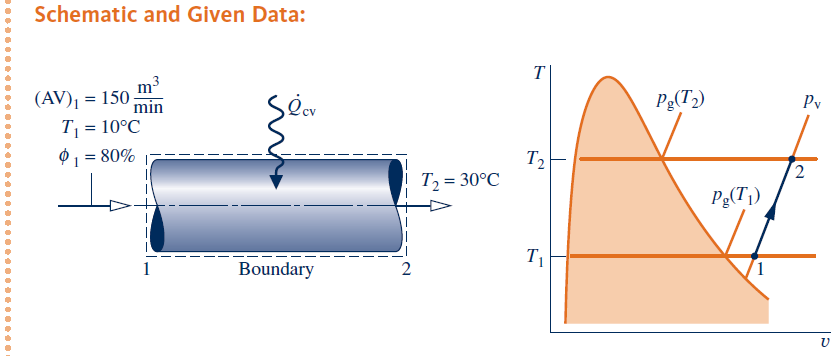 Schematic and Given Data:
(AV)₁ = 150 m³/min
T₁ = 10°C
ϕ₁ = 80%
Q̇cv
T₂ = 30°C
1
Boundary
2
T
pg(T₂)
pv
T₂
2
pg(T₁)
T₁
1
v